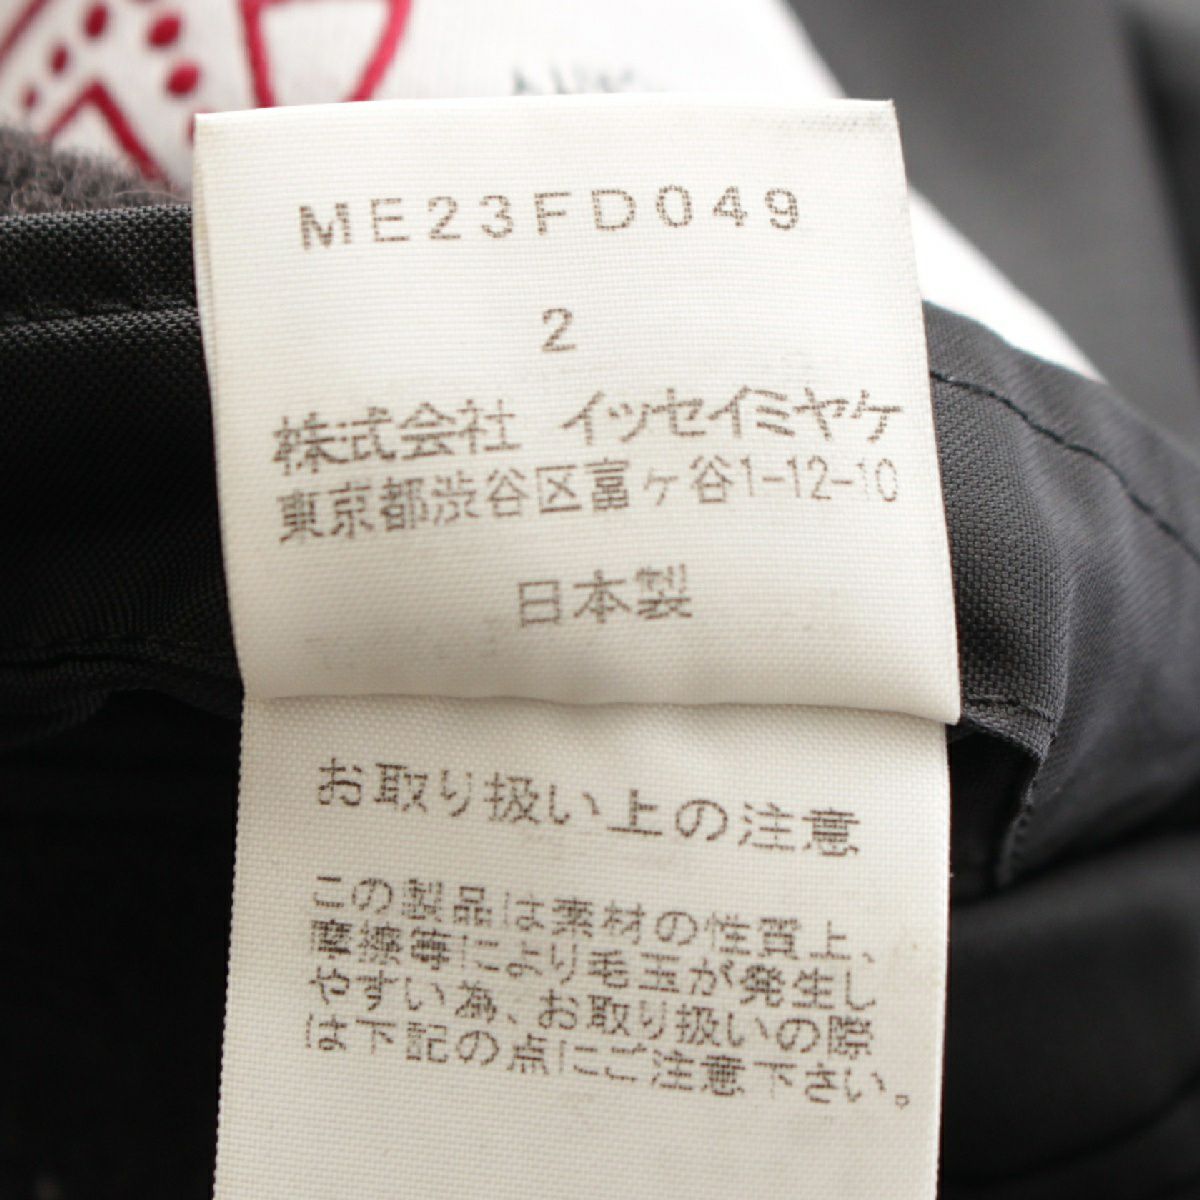 ME23FD049
2
株式会社 イッセイミヤケ
東京都渋谷区富ヶ谷1-12-10
日本製
お取り扱い上の注意
この製品は素材の性質上、
摩擦等により毛玉が発生し
やすい為、お取り扱いの際
は下記の点にご注意下さい。